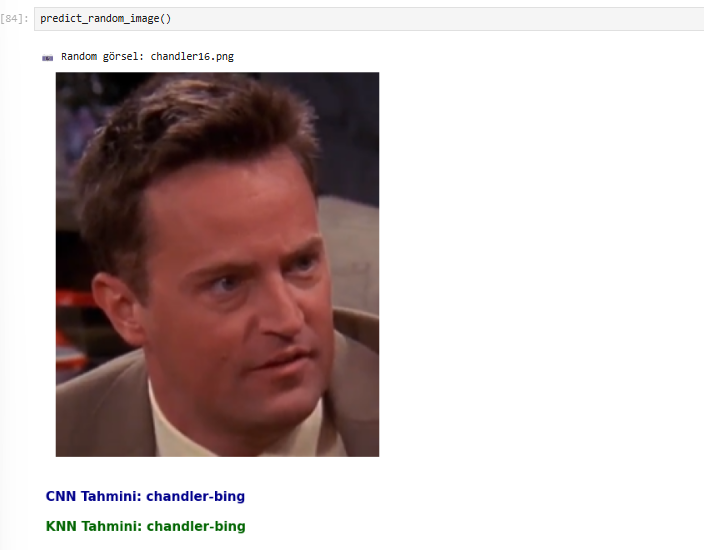 [84]: predict_random_image()
Random görsel: chandler16.png
CNN Tahmini: chandler-bing
KNN Tahmini: chandler-bing